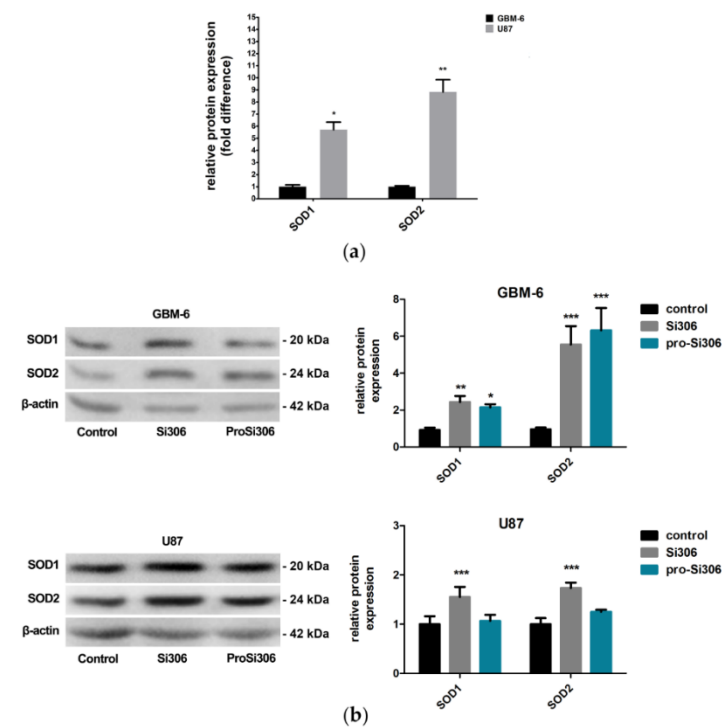 relative protein expression
(fold difference)
15
14
13
12
11
10
9
8
7
6
5
4
3
2
1
0
*
**
SOD1
SOD2
GBM-6
U87
(a)
GBM-6
SOD1
- 20 kDa
SOD2
- 24 kDa
β-actin
- 42 kDa
Control Si306 ProSi306
GBM-6
relative protein
expression
8
6
4
2
0
**
*
***
***
SOD1
SOD2
control
Si306
pro-Si306
U87
SOD1
- 20 kDa
SOD2
- 24 kDa
β-actin
- 42 kDa
Control Si306 ProSi306
U87
relative protein
expression
3
2
1
0
***
***
SOD1
SOD2
control
Si306
pro-Si306
(b)